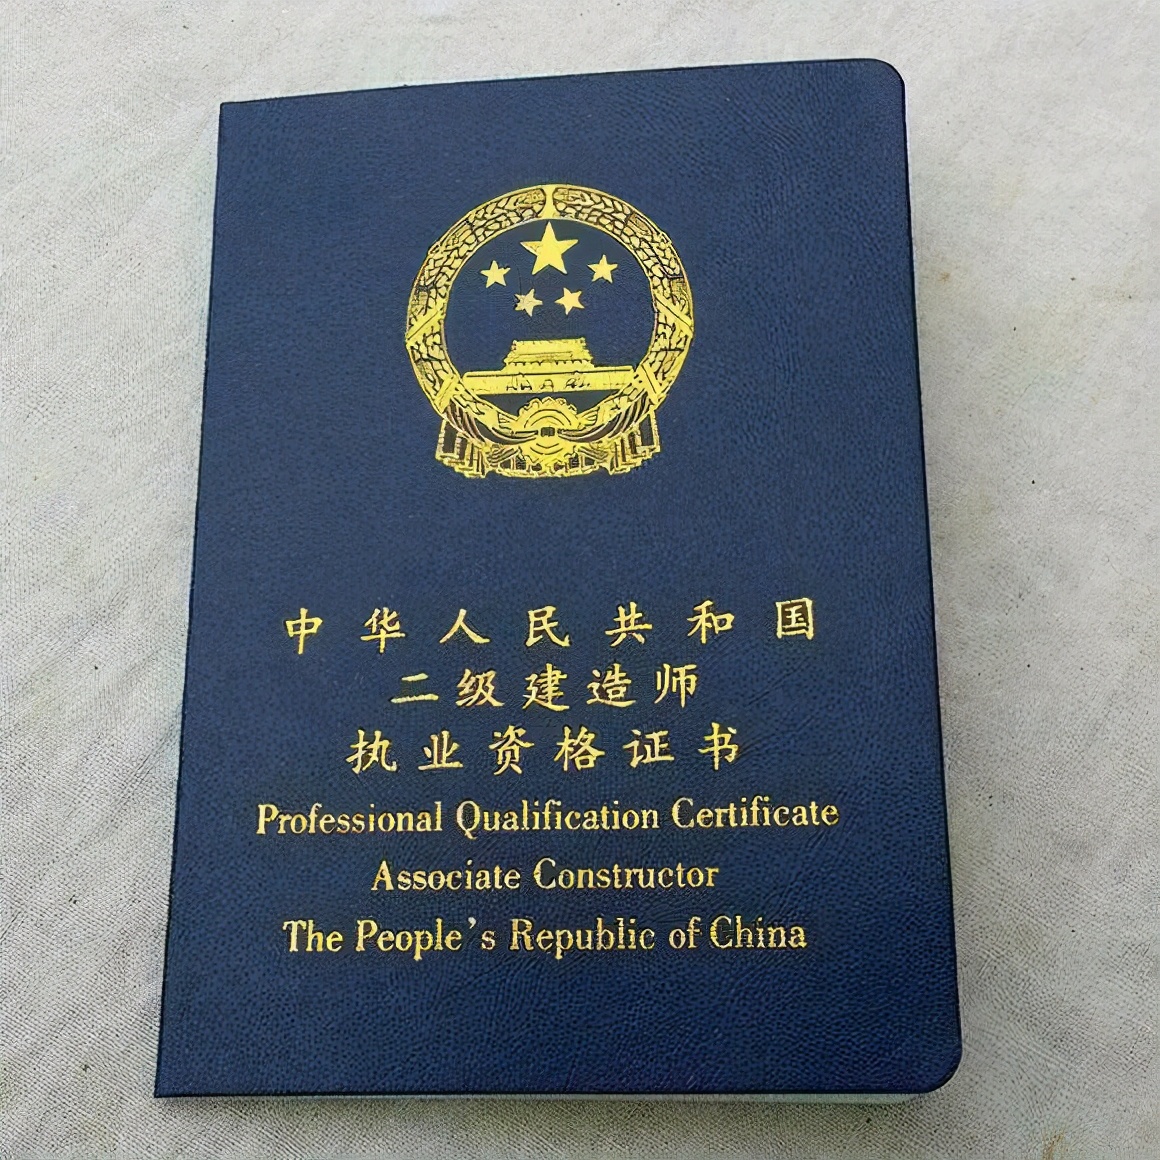 中华人民共和国
二级建造师
执业资格证书
Professional Qualification Certificate
Associate Constructor
The People's Republic of China